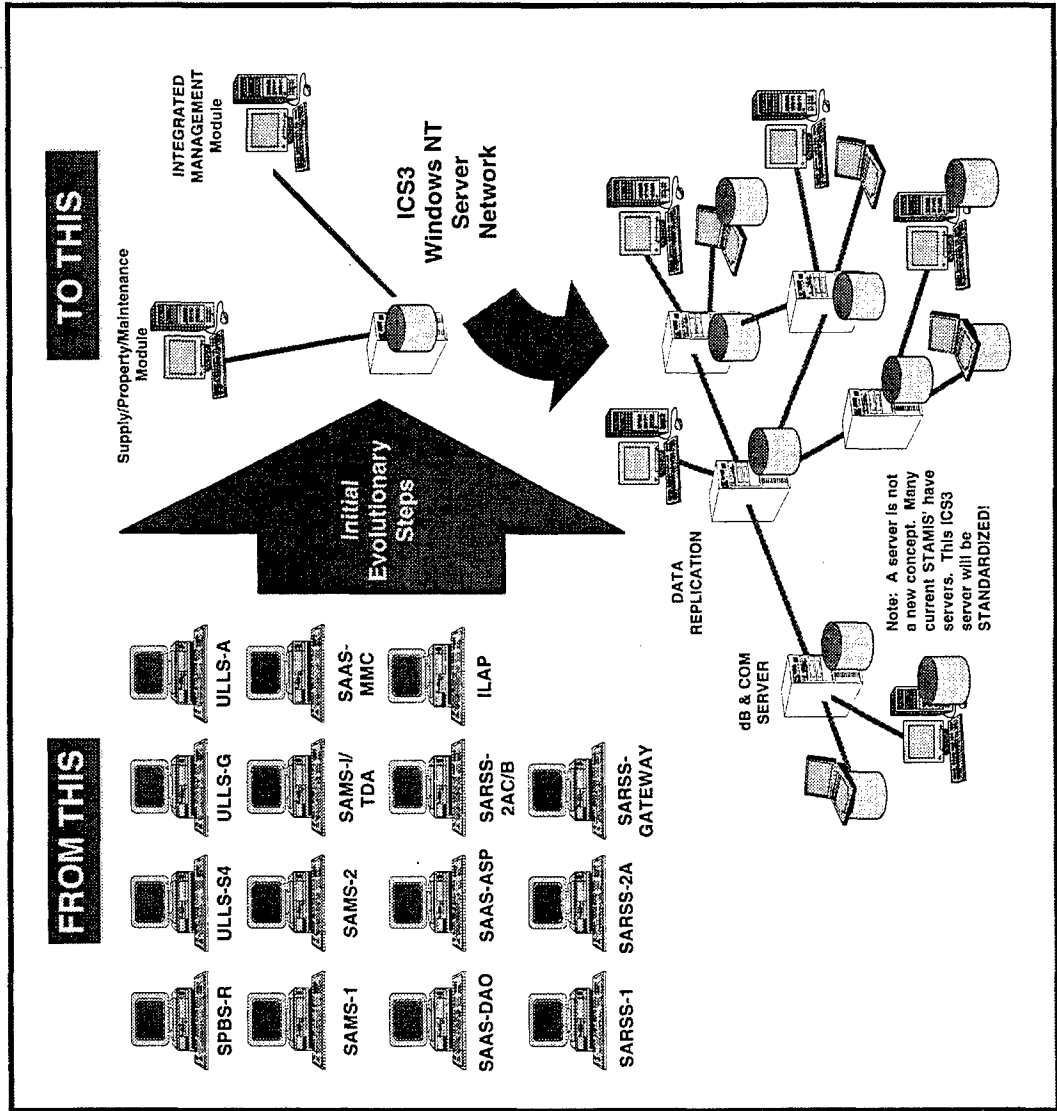 FROM THIS
SPBS-R
ULLS-S4
ULLS-G
ULLS-A
SAMS-1
SAMS-2
SAMS-I/
TDA
SAAS-
MMC
SAAS-DAO
SAAS-ASP
SARSS-
2AC/B
ILAP
SARSS-1
SARSS-2A
SARSS-
GATEWAY
Initial
Evolutionary
Steps
TO THIS
Supply/Property/Maintenance
Module
INTEGRATED
MANAGEMENT
Module
ICS3
Windows NT
Server
Network
DATA
REPLICATION
dB & COM
SERVER
Note: A server is not
a new concept. Many
current STAMIS' have
servers. This ICS3
server will be
STANDARDIZED!